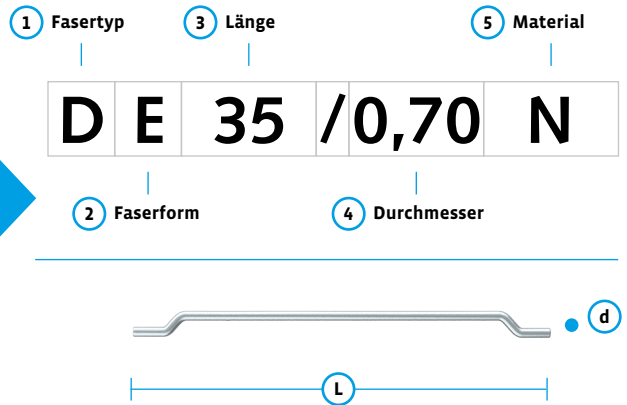 1 Fasertyp 3 Länge 5 Material
D E 35 /0,70 N
2 Faserform 4 Durchmesser
d
L